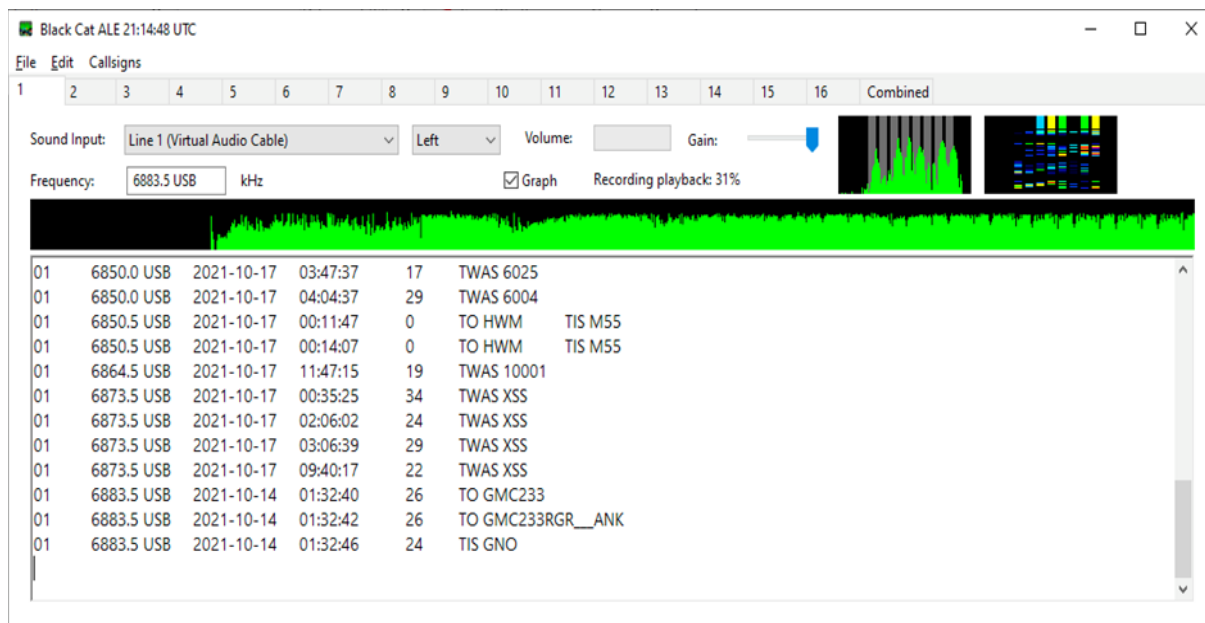 Black Cat ALE 21:14:48 UTC
File Edit Callsigns
1 2 3 4 5 6 7 8 9 10 11 12 13 14 15 16 Combined
Sound Input: Line 1 (Virtual Audio Cable) Left Volume: Gain:
Frequency: 6883.5 USB kHz Graph Recording playback: 31%
01 6850.0 USB 2021-10-17 03:47:37 17 TWAS 6025
01 6850.0 USB 2021-10-17 04:04:37 29 TWAS 6004
01 6850.5 USB 2021-10-17 00:11:47 0 TO HWM TIS M55
01 6850.5 USB 2021-10-17 00:14:07 0 TO HWM TIS M55
01 6864.5 USB 2021-10-17 11:47:15 19 TWAS 10001
01 6873.5 USB 2021-10-17 00:35:25 34 TWAS XSS
01 6873.5 USB 2021-10-17 02:06:02 24 TWAS XSS
01 6873.5 USB 2021-10-17 03:06:39 29 TWAS XSS
01 6873.5 USB 2021-10-17 09:40:17 22 TWAS XSS
01 6883.5 USB 2021-10-14 01:32:40 26 TO GMC233
01 6883.5 USB 2021-10-14 01:32:42 26 TO GMC233RGR__ANK
01 6883.5 USB 2021-10-14 01:32:46 24 TIS GNO